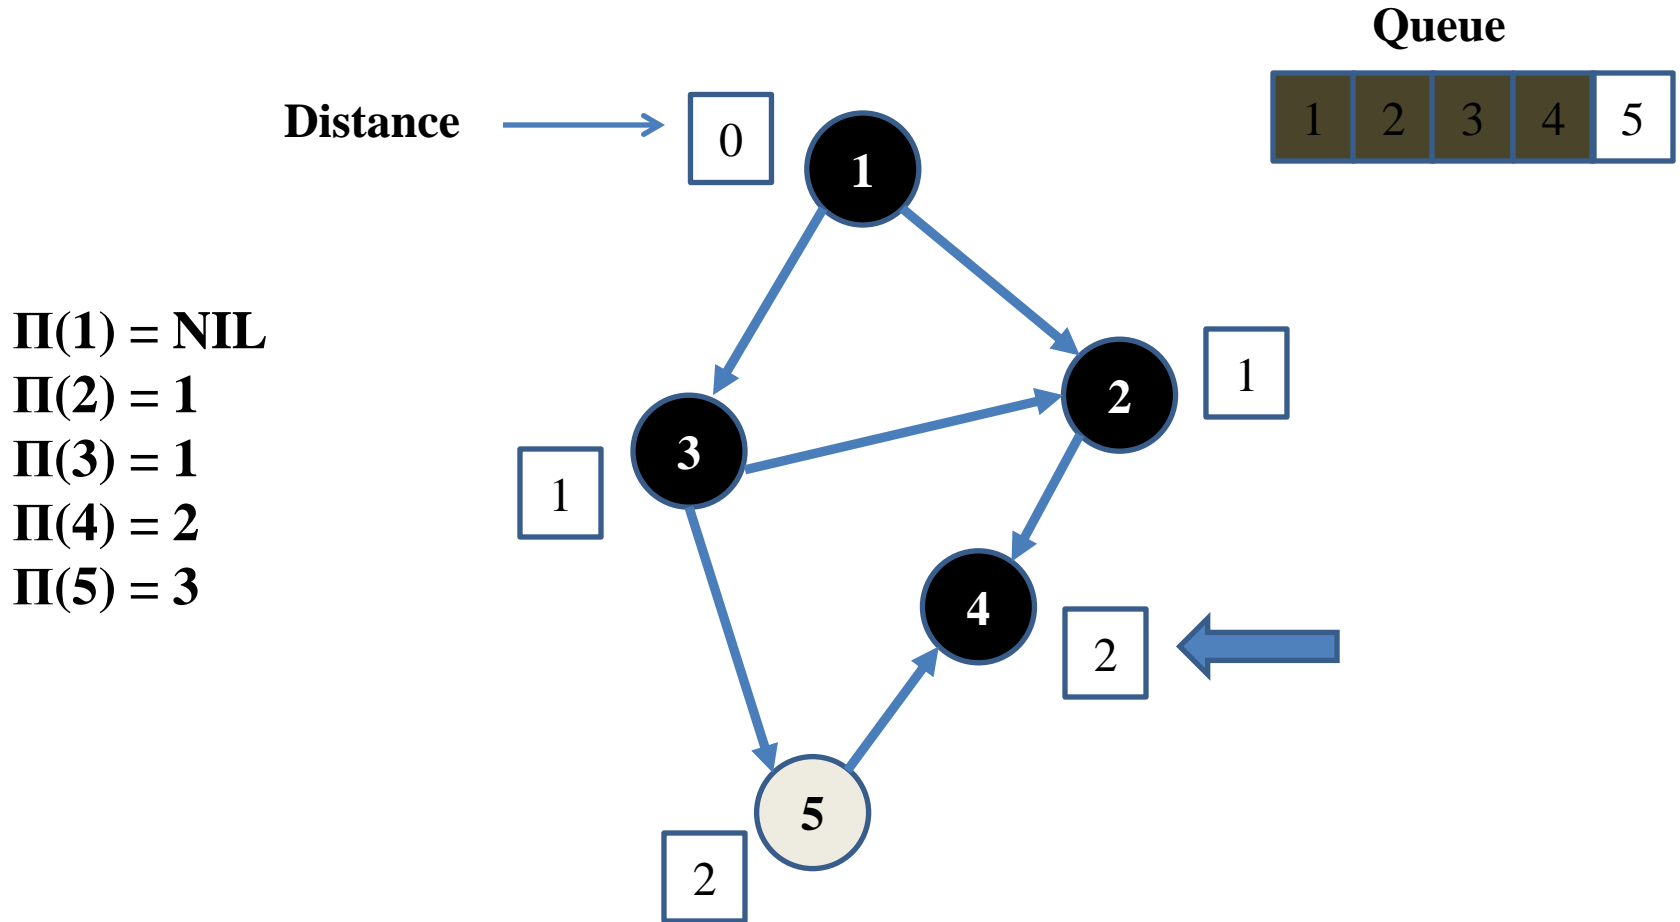 Queue
1 2 3 4 5
Distance
0
1
Π(1) = NIL
Π(2) = 1
Π(3) = 1
Π(4) = 2
Π(5) = 3
2
1
3
1
4
2
5
2